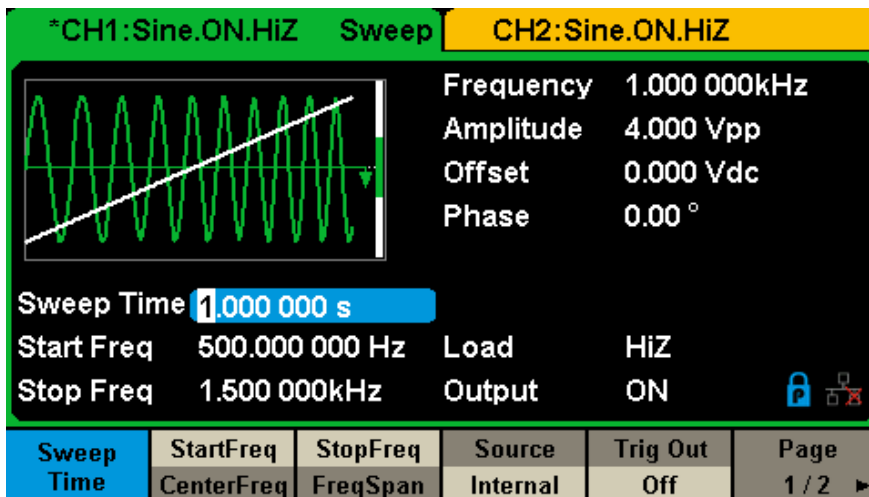 *CH1:Sine.ON.HiZ Sweep CH2:Sine.ON.HiZ
Frequency 1.000 000kHz
Amplitude 4.000 Vpp
Offset 0.000 Vdc
Phase 0.00 °
Sweep Time 1.000 000 s
Start Freq 500.000 000 Hz Load HiZ
Stop Freq 1.500 000kHz Output ON P
Sweep Time StartFreq StopFreq Source Trig Out Page
CenterFreq FreqSpan Internal Off 1/2 ►